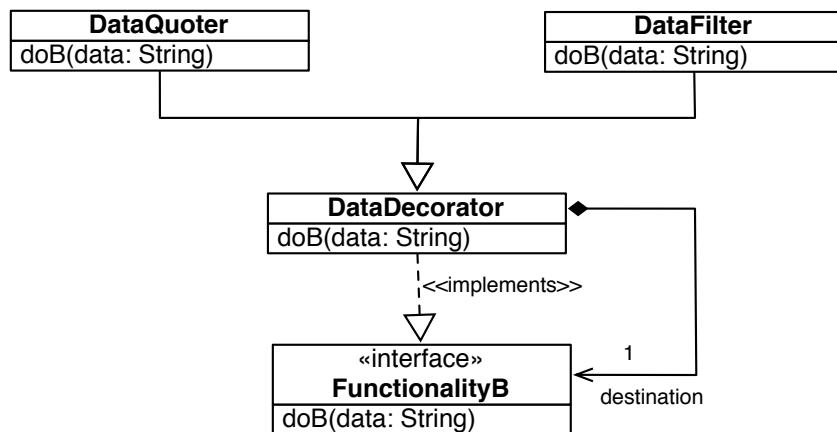 DataQuoter
doB(data: String)
DataFilter
doB(data: String)
DataDecorator
doB(data: String)
<<implements>>
«interface»
FunctionalityB
doB(data: String)
1
destination